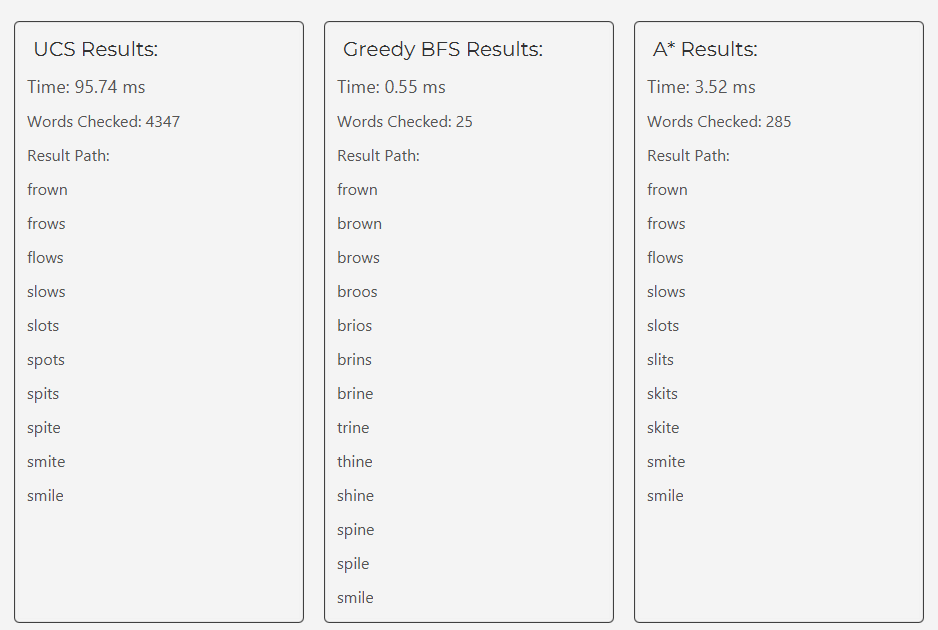 UCS Results:
Time: 95.74 ms
Words Checked: 4347
Result Path:
frown
frows
flows
slows
slots
spots
spits
spite
smite
smile
Greedy BFS Results:
Time: 0.55 ms
Words Checked: 25
Result Path:
frown
brown
brows
broos
brios
brins
brine
trine
thine
shine
spine
spile
smile
A* Results:
Time: 3.52 ms
Words Checked: 285
Result Path:
frown
frows
flows
slows
slots
slits
skits
skite
smite
smile